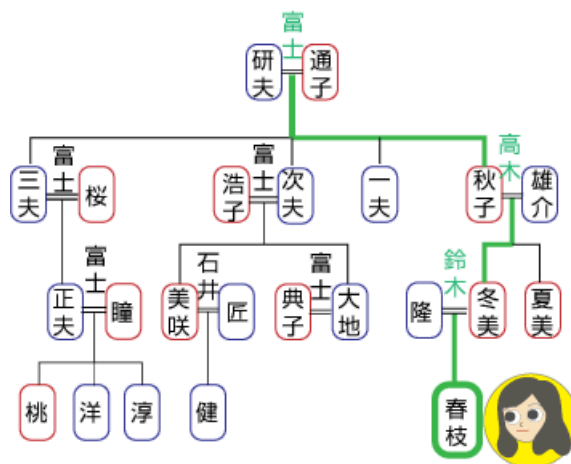 富士
研夫
通子
富士
富士
高木
三夫
桜
浩子
次夫
一夫
秋子
雄介
富士
石井
富士
鈴木
正夫
瞳
美咲
匠
典子
大地
隆
冬美
夏美
桃
洋
淳
健
春枝